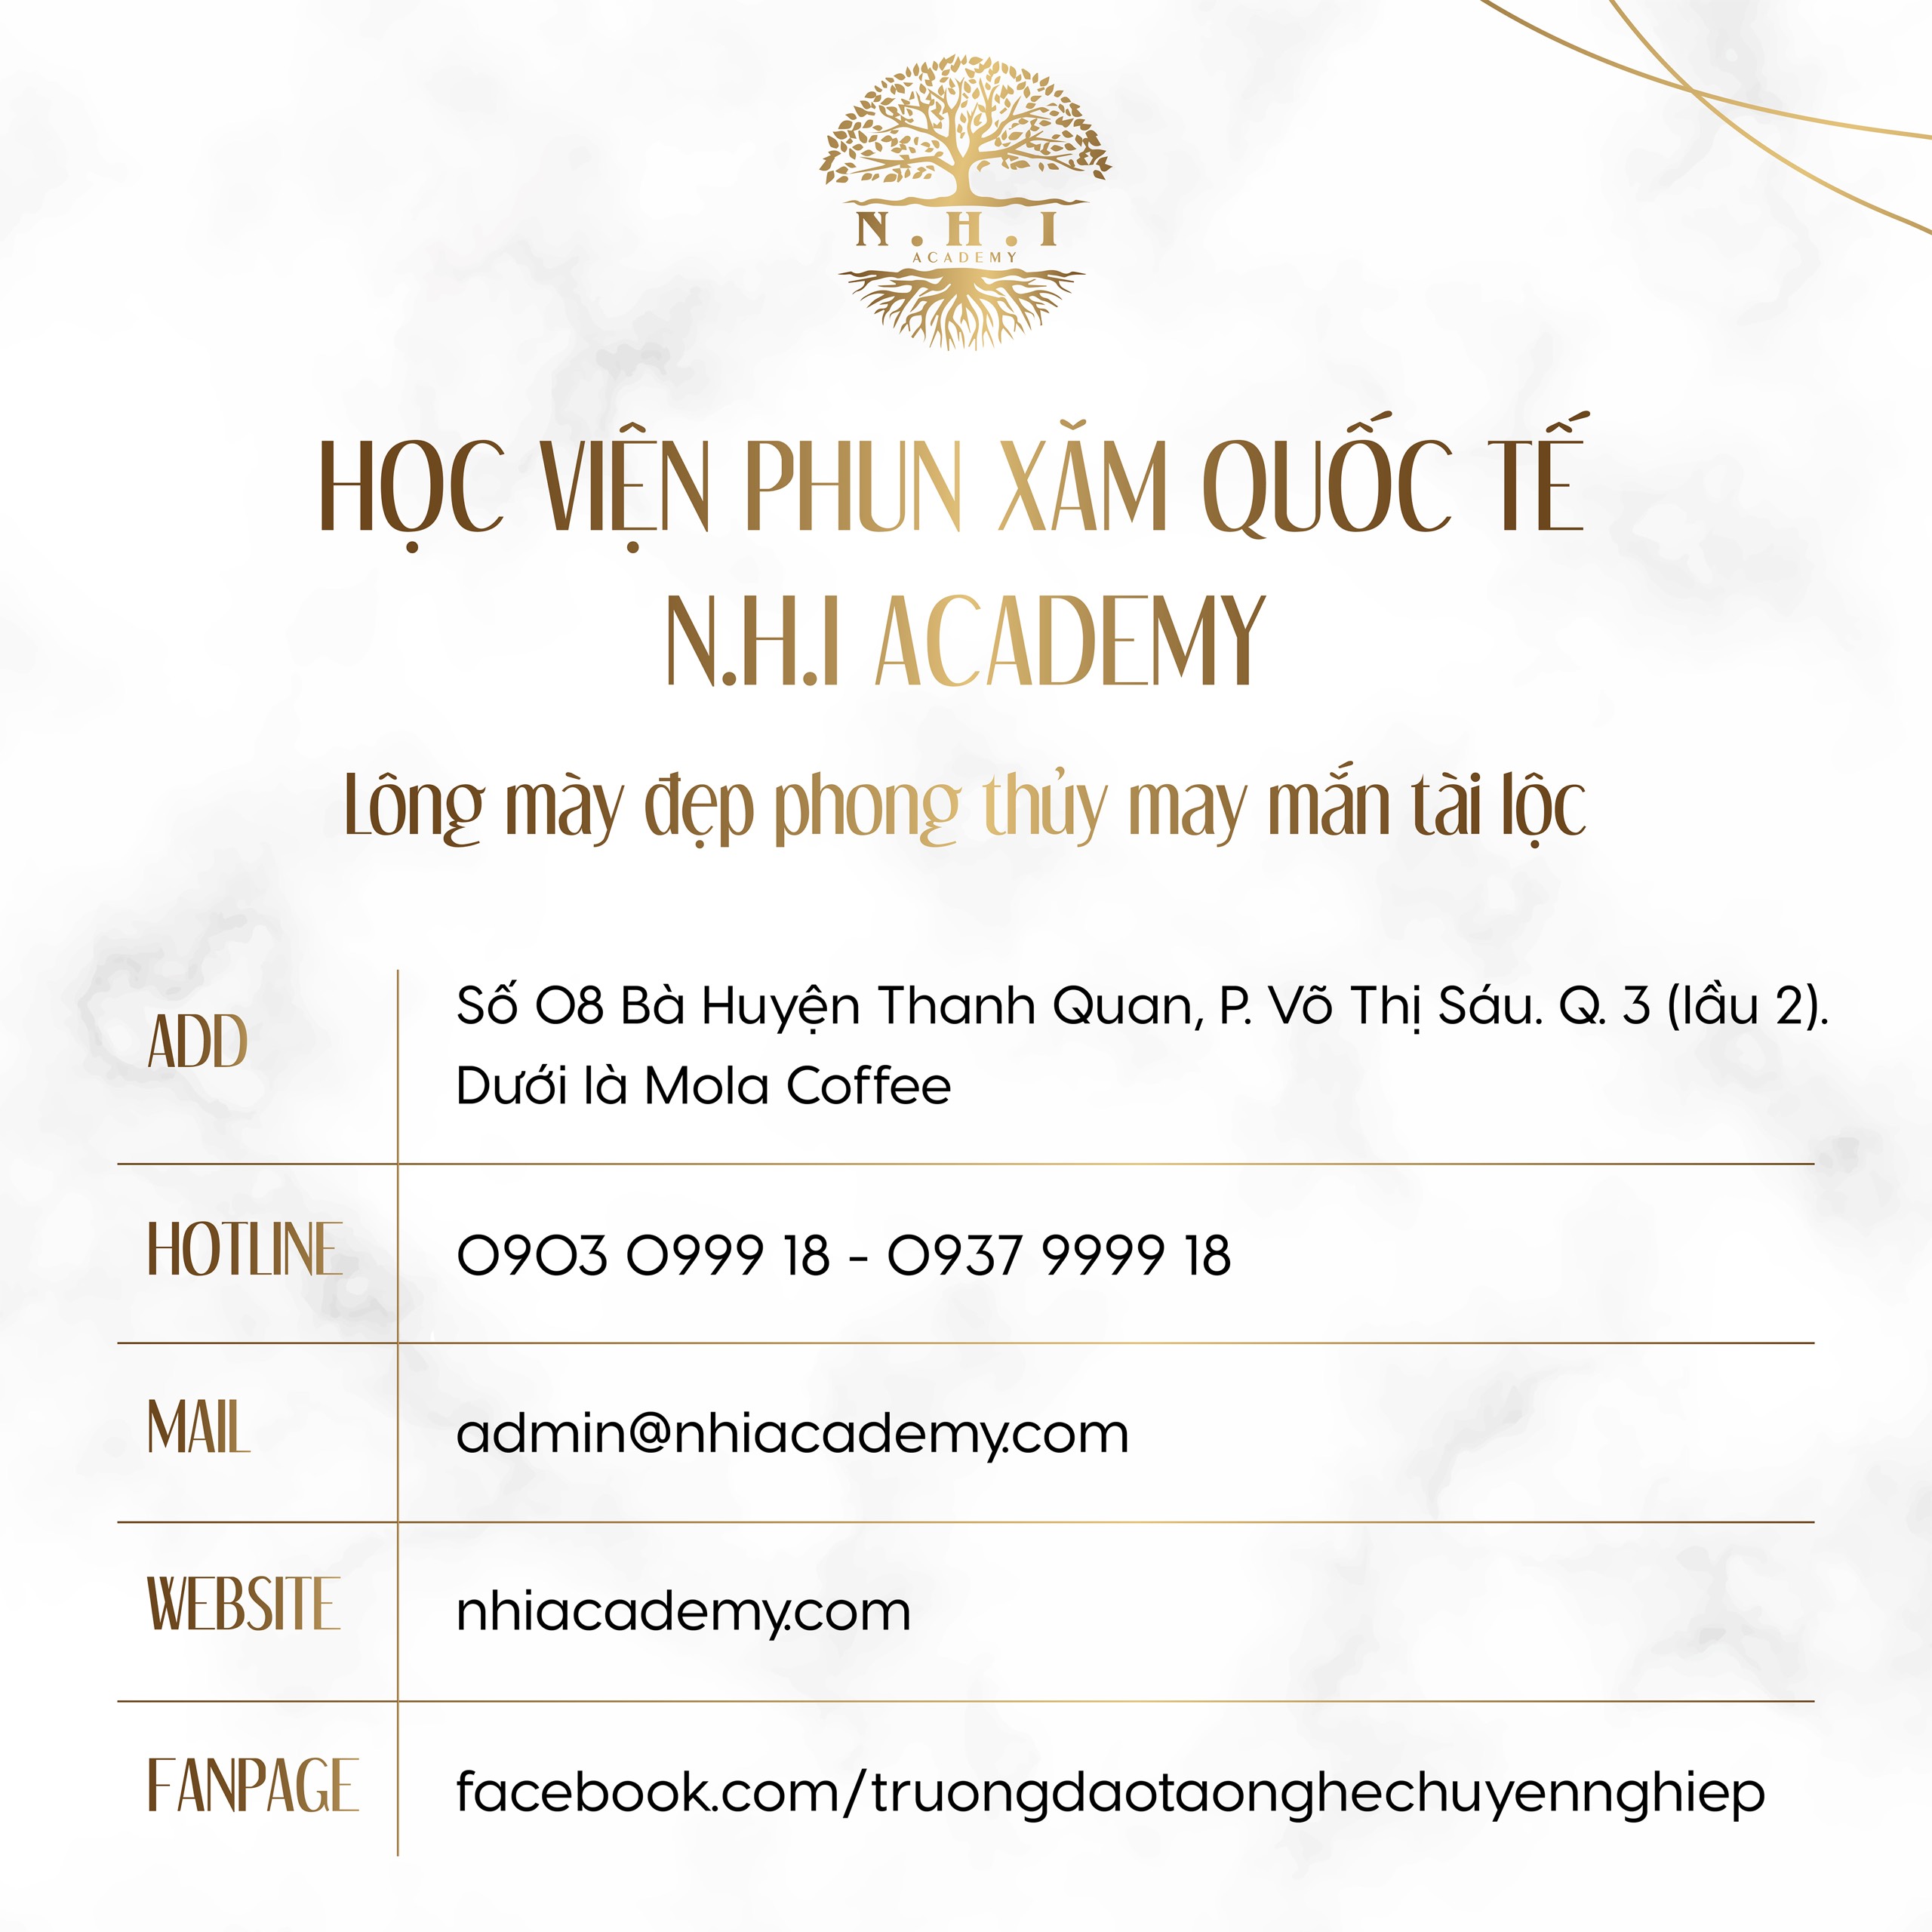 N.H.I
ACADEMY
HỌC VIỆN PHUN XĂM QUỐC TẾ
N.H.I ACADEMY
Lông mày đẹp phong thủy may mắn tài lộc
ADD
Số 08 Bà Huyện Thanh Quan, P. Võ Thị Sáu. Q. 3 (lầu 2).
Dưới là Mola Coffee
HOTLINE
0903 0999 18 - 0937 9999 18
MAIL
admin@nhiacademy.com
WEBSITE
nhiacademy.com
FANPAGE
facebook.com/truongdaotaonghechuyennghiep